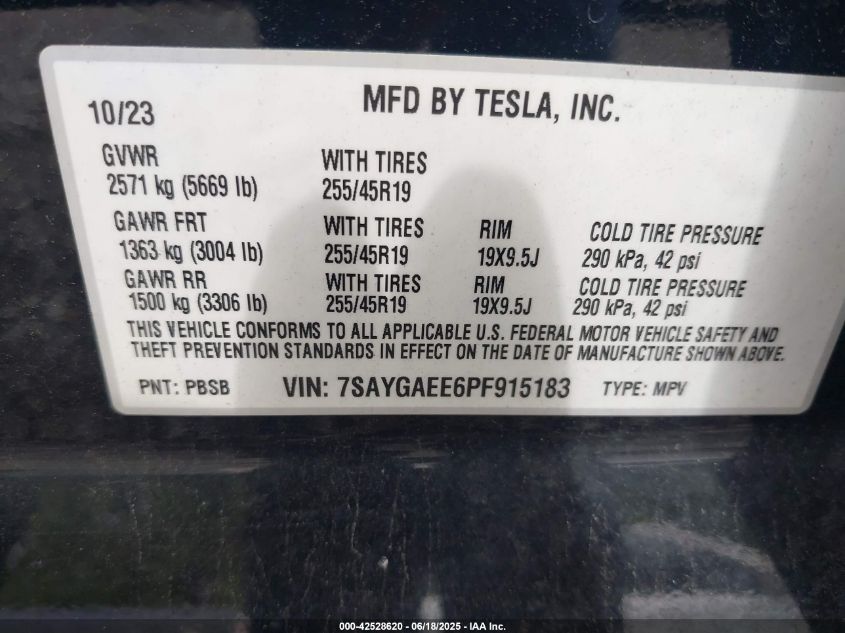 10/23 MFD BY TESLA, INC.
GVWR WITH TIRES
2571 kg (5669 lb) 255/45R19
GAWR FRT WITH TIRES RIM COLD TIRE PRESSURE
1363 kg (3004 lb) 255/45R19 19X9.5J 290 kPa, 42 psi
GAWR RR WITH TIRES RIM COLD TIRE PRESSURE
1500 kg (3306 lb) 255/45R19 19X9.5J 290 kPa, 42 psi
THIS VEHICLE CONFORMS TO ALL APPLICABLE U.S. FEDERAL MOTOR VEHICLE SAFETY AND
THEFT PREVENTION STANDARDS IN EFFECT ON THE DATE OF MANUFACTURE SHOWN ABOVE.
PNT: PBSB VIN: 7SAYGAEE6PF915183 TYPE: MPV
000-42528620 - 06/18/2025 - IAA Inc.